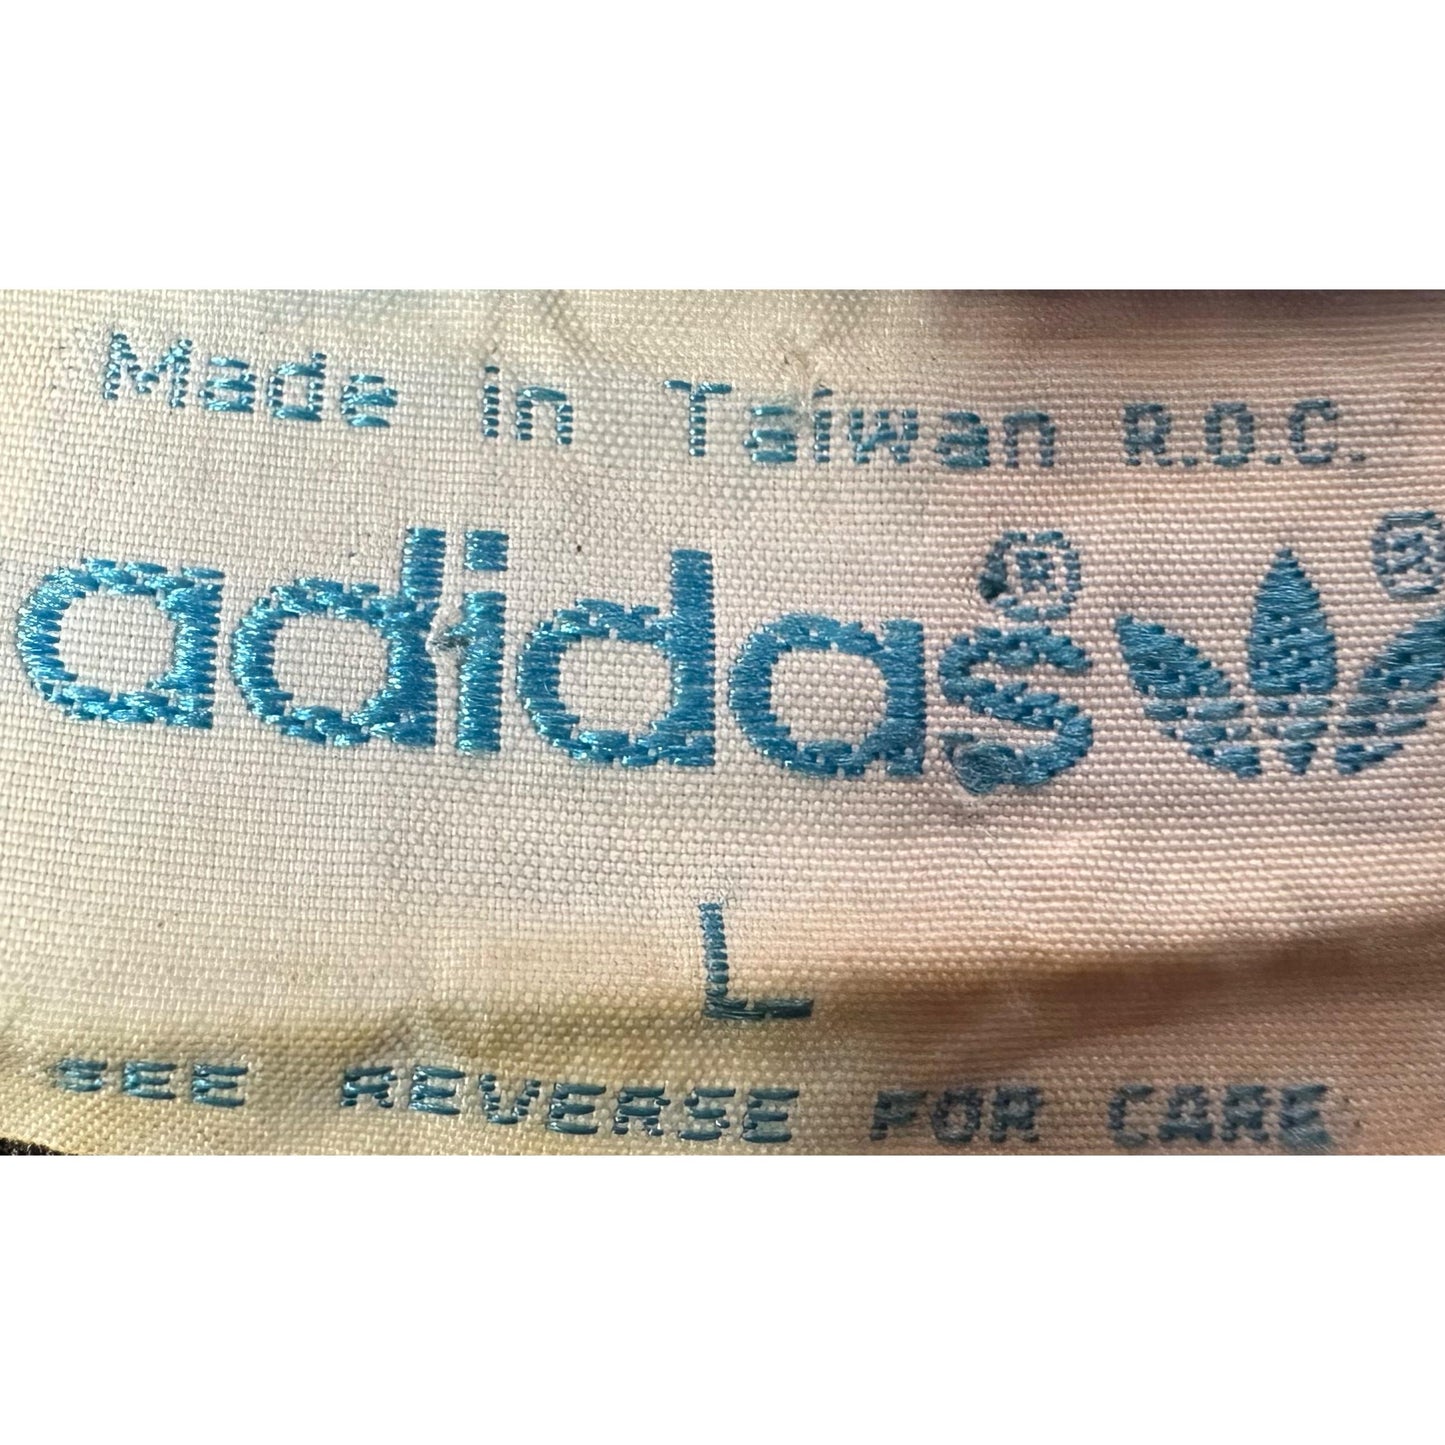 Made in Taiwan R.O.C.
adidas® ®
L
SEE REVERSE FOR CARE